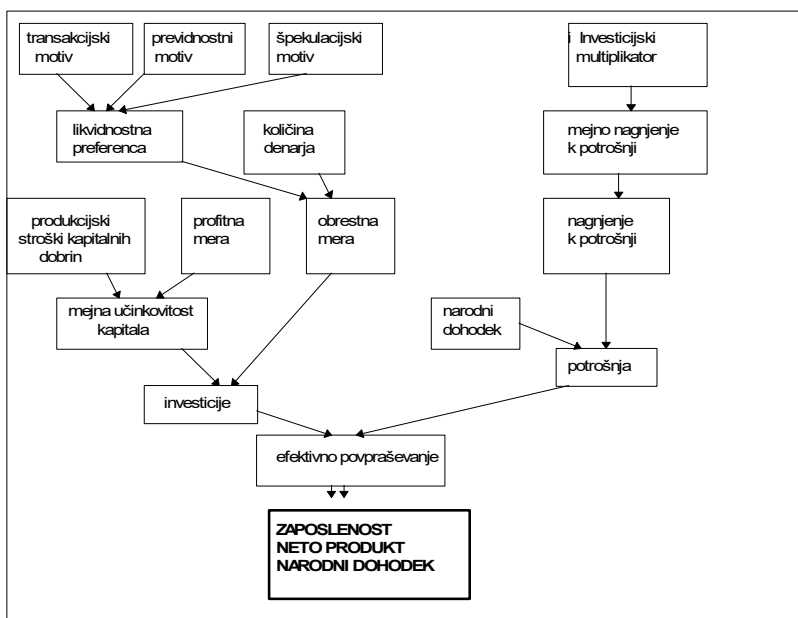 transakcijski
motiv
previdnostni
motiv
špekulacijski
motiv
i Investicijski
multiplikator
likvidnostna
preferenca
količina
denarja
mejno nagnjenje
k potrošnji
produkcijski
stroški kapitalnih
dobrin
profitna
mera
obrestna
mera
nagnjenje
k potrošnji
mejna učinkovitost
kapitala
narodni
dohodek
potrošnja
investicije
efektivno povpraševanje
ZAPOSLENOST
NETO PRODUKT
NARODNI DOHODEK